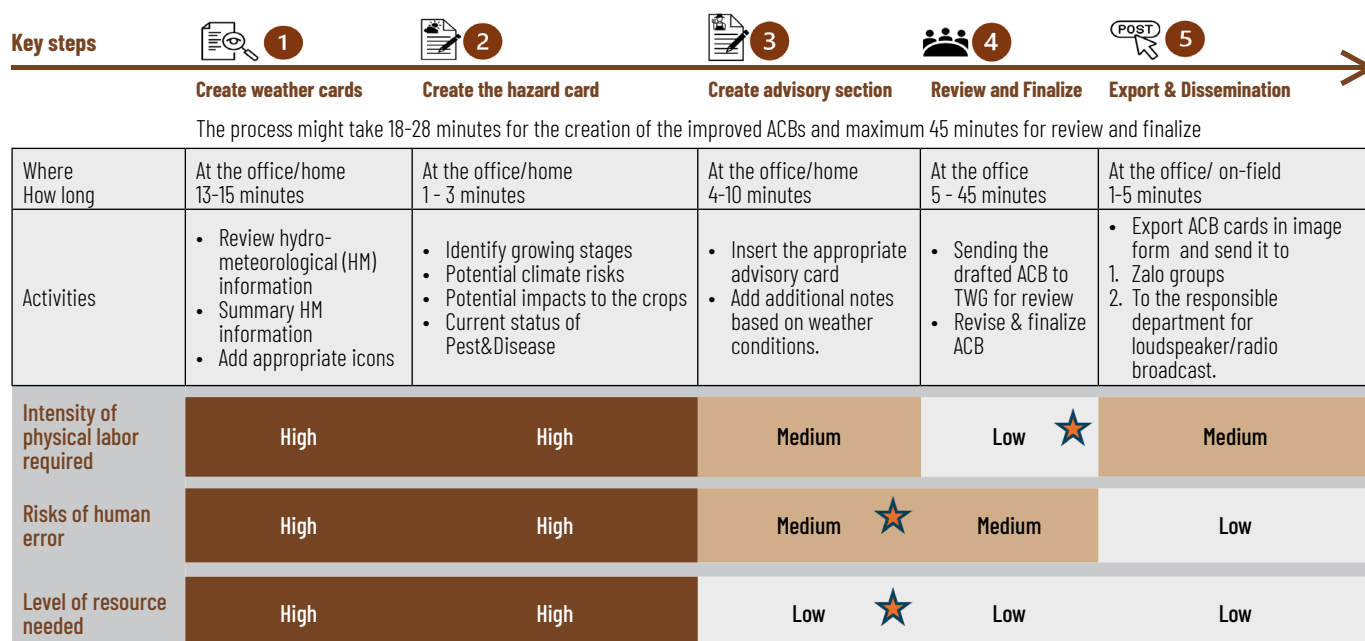 Key steps
1
2
3
4
POST
5
Create weather cards
Create the hazard card
Create advisory section
Review and Finalize
Export & Dissemination
The process might take 18-28 minutes for the creation of the improved ACBs and maximum 45 minutes for review and finalize
Where
How long
At the office/home
13-15 minutes
At the office/home
1 - 3 minutes
At the office/home
4-10 minutes
At the office
5 - 45 minutes
At the office/ on-field
1-5 minutes
Activities
• Review hydro-
meteorological (HM)
information
• Summary HM
information
• Add appropriate icons
• Identify growing stages
• Potential climate risks
• Potential impacts to the crops
• Current status of
Pest&Disease
• Insert the appropriate
advisory card
• Add additional notes
based on weather
conditions.
• Sending the
drafted ACB to
TWG for review
• Revise & finalize
ACB
• Export ACB cards in image
form and send it to
1. Zalo groups
2. To the responsible
department for
loudspeaker/radio
broadcast.
Intensity of
physical labor
required
High
High
Medium
Low
Medium
Risks of human
error
High
High
Medium
Medium
Low
Level of resource
needed
High
High
Low
Low
Low